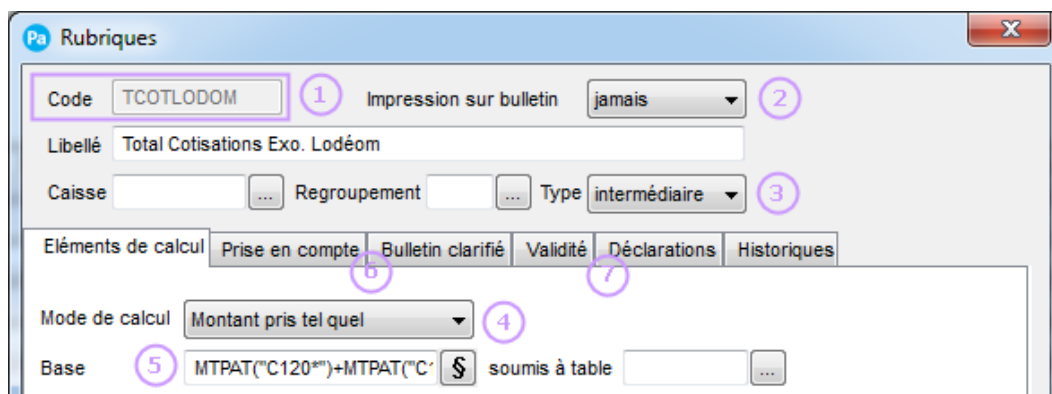 Pa Rubriques x
Code TCOTLODOM 1 Impression sur bulletin jamais 2
Libellé Total Cotisations Exo. Lodéom
Caisse ... Regroupement ... Type intermédiaire 3
Eléments de calcul Prise en compte Bulletin clarifié Validité Déclarations Historiques
6 7
Mode de calcul Montant pris tel quel 4
Base 5 MTPAT("C120*")+MTPAT("C1 § soumis à table ...